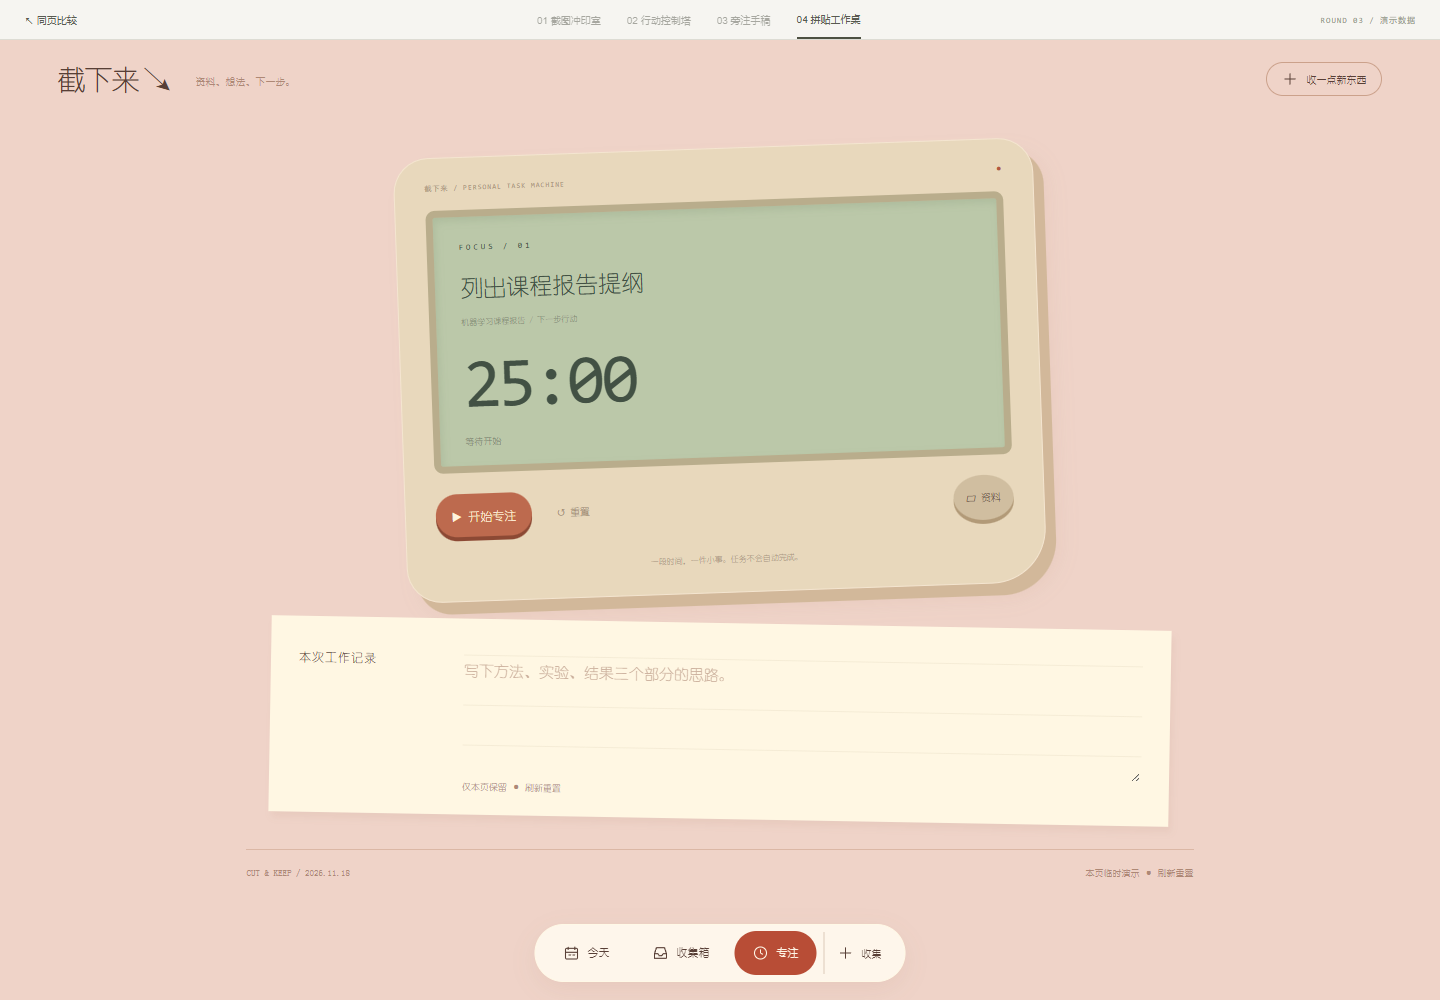 ↖ 同页比较
01 截图冲印室
02 行动控制塔
03 旁注手稿
04 拼贴工作桌
ROUND 03 / 演示数据
截下来
资料、想法、下一步。
收一点新东西
截下来 / PERSONAL TASK MACHINE
FOCUS / 01
列出课程报告提纲
机器学习课程截图 / 下一步行动
25:00
等待开始
▶ 开始专注
↺ 重置
资料
一段时间，一件小事。任务不会自动完成。
本次工作记录
写下方法、实验、结果三个部分的思路。
仅本页保留 ● 刷新重置
CUT & KEEP / 2026.11.18
本页临时演示 ● 刷新重置
今天
收集箱
专注
收集